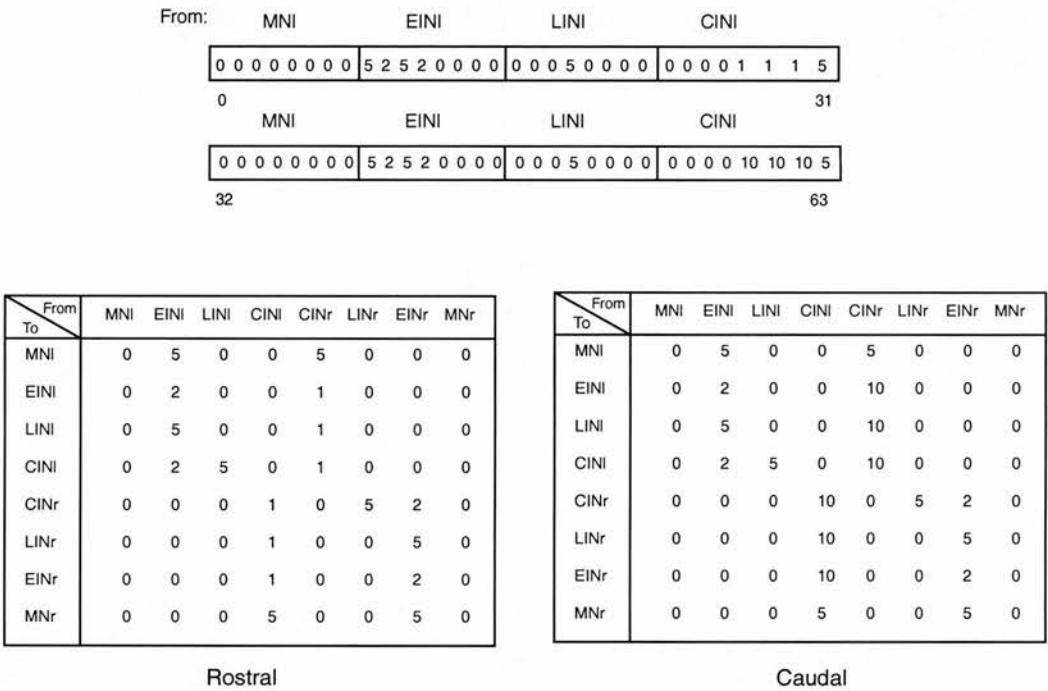 From: MNl EINl LINl CINl
0 0 0 0 0 0 0 0 5 2 5 2 0 0 0 0 0 0 0 5 0 0 0 0 0 0 0 0 1 1 1 5
0 31
MNl EINl LINl CINl
0 0 0 0 0 0 0 0 5 2 5 2 0 0 0 0 0 0 0 5 0 0 0 0 0 0 0 0 10 10 10 5
32 63
From
To MNl EINl LINl CINl CINr LINr EINr MNr
MNl 0 5 0 0 5 0 0 0
EINl 0 2 0 0 1 0 0 0
LINl 0 5 0 0 1 0 0 0
CINl 0 2 5 0 1 0 0 0
CINr 0 0 0 1 0 5 2 0
LINr 0 0 0 1 0 0 5 0
EINr 0 0 0 1 0 0 2 0
MNr 0 0 0 5 0 0 5 0
Rostral
From
To MNl EINl LINl CINl CINr LINr EINr MNr
MNl 0 5 0 0 5 0 0 0
EINl 0 2 0 0 10 0 0 0
LINl 0 5 0 0 10 0 0 0
CINl 0 2 5 0 10 0 0 0
CINr 0 0 0 10 0 5 2 0
LINr 0 0 0 10 0 0 5 0
EINr 0 0 0 10 0 0 2 0
MNr 0 0 0 5 0 0 5 0
Caudal